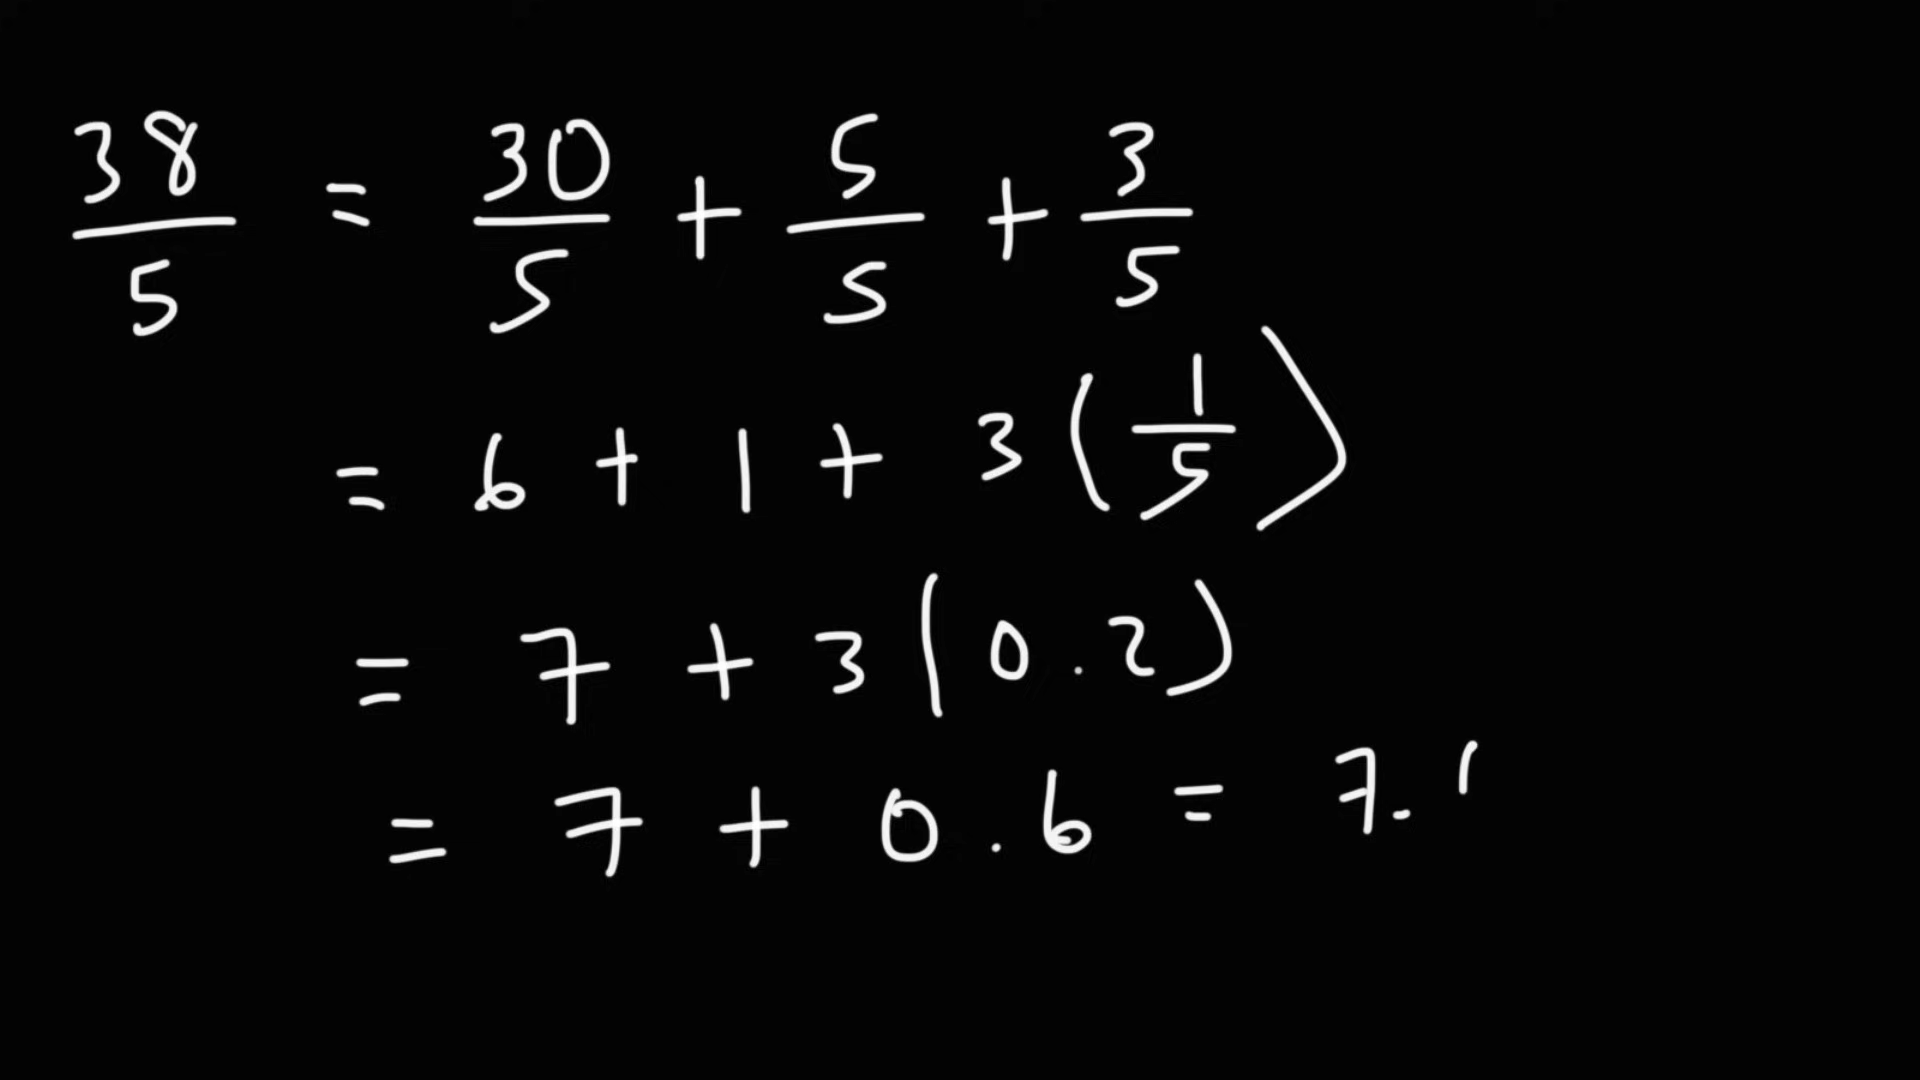 38/5 = 30/5 + 5/5 + 3/5
= 6 + 1 + 3(1/5)
= 7 + 3(0.2)
= 7 + 0.6 = 7.